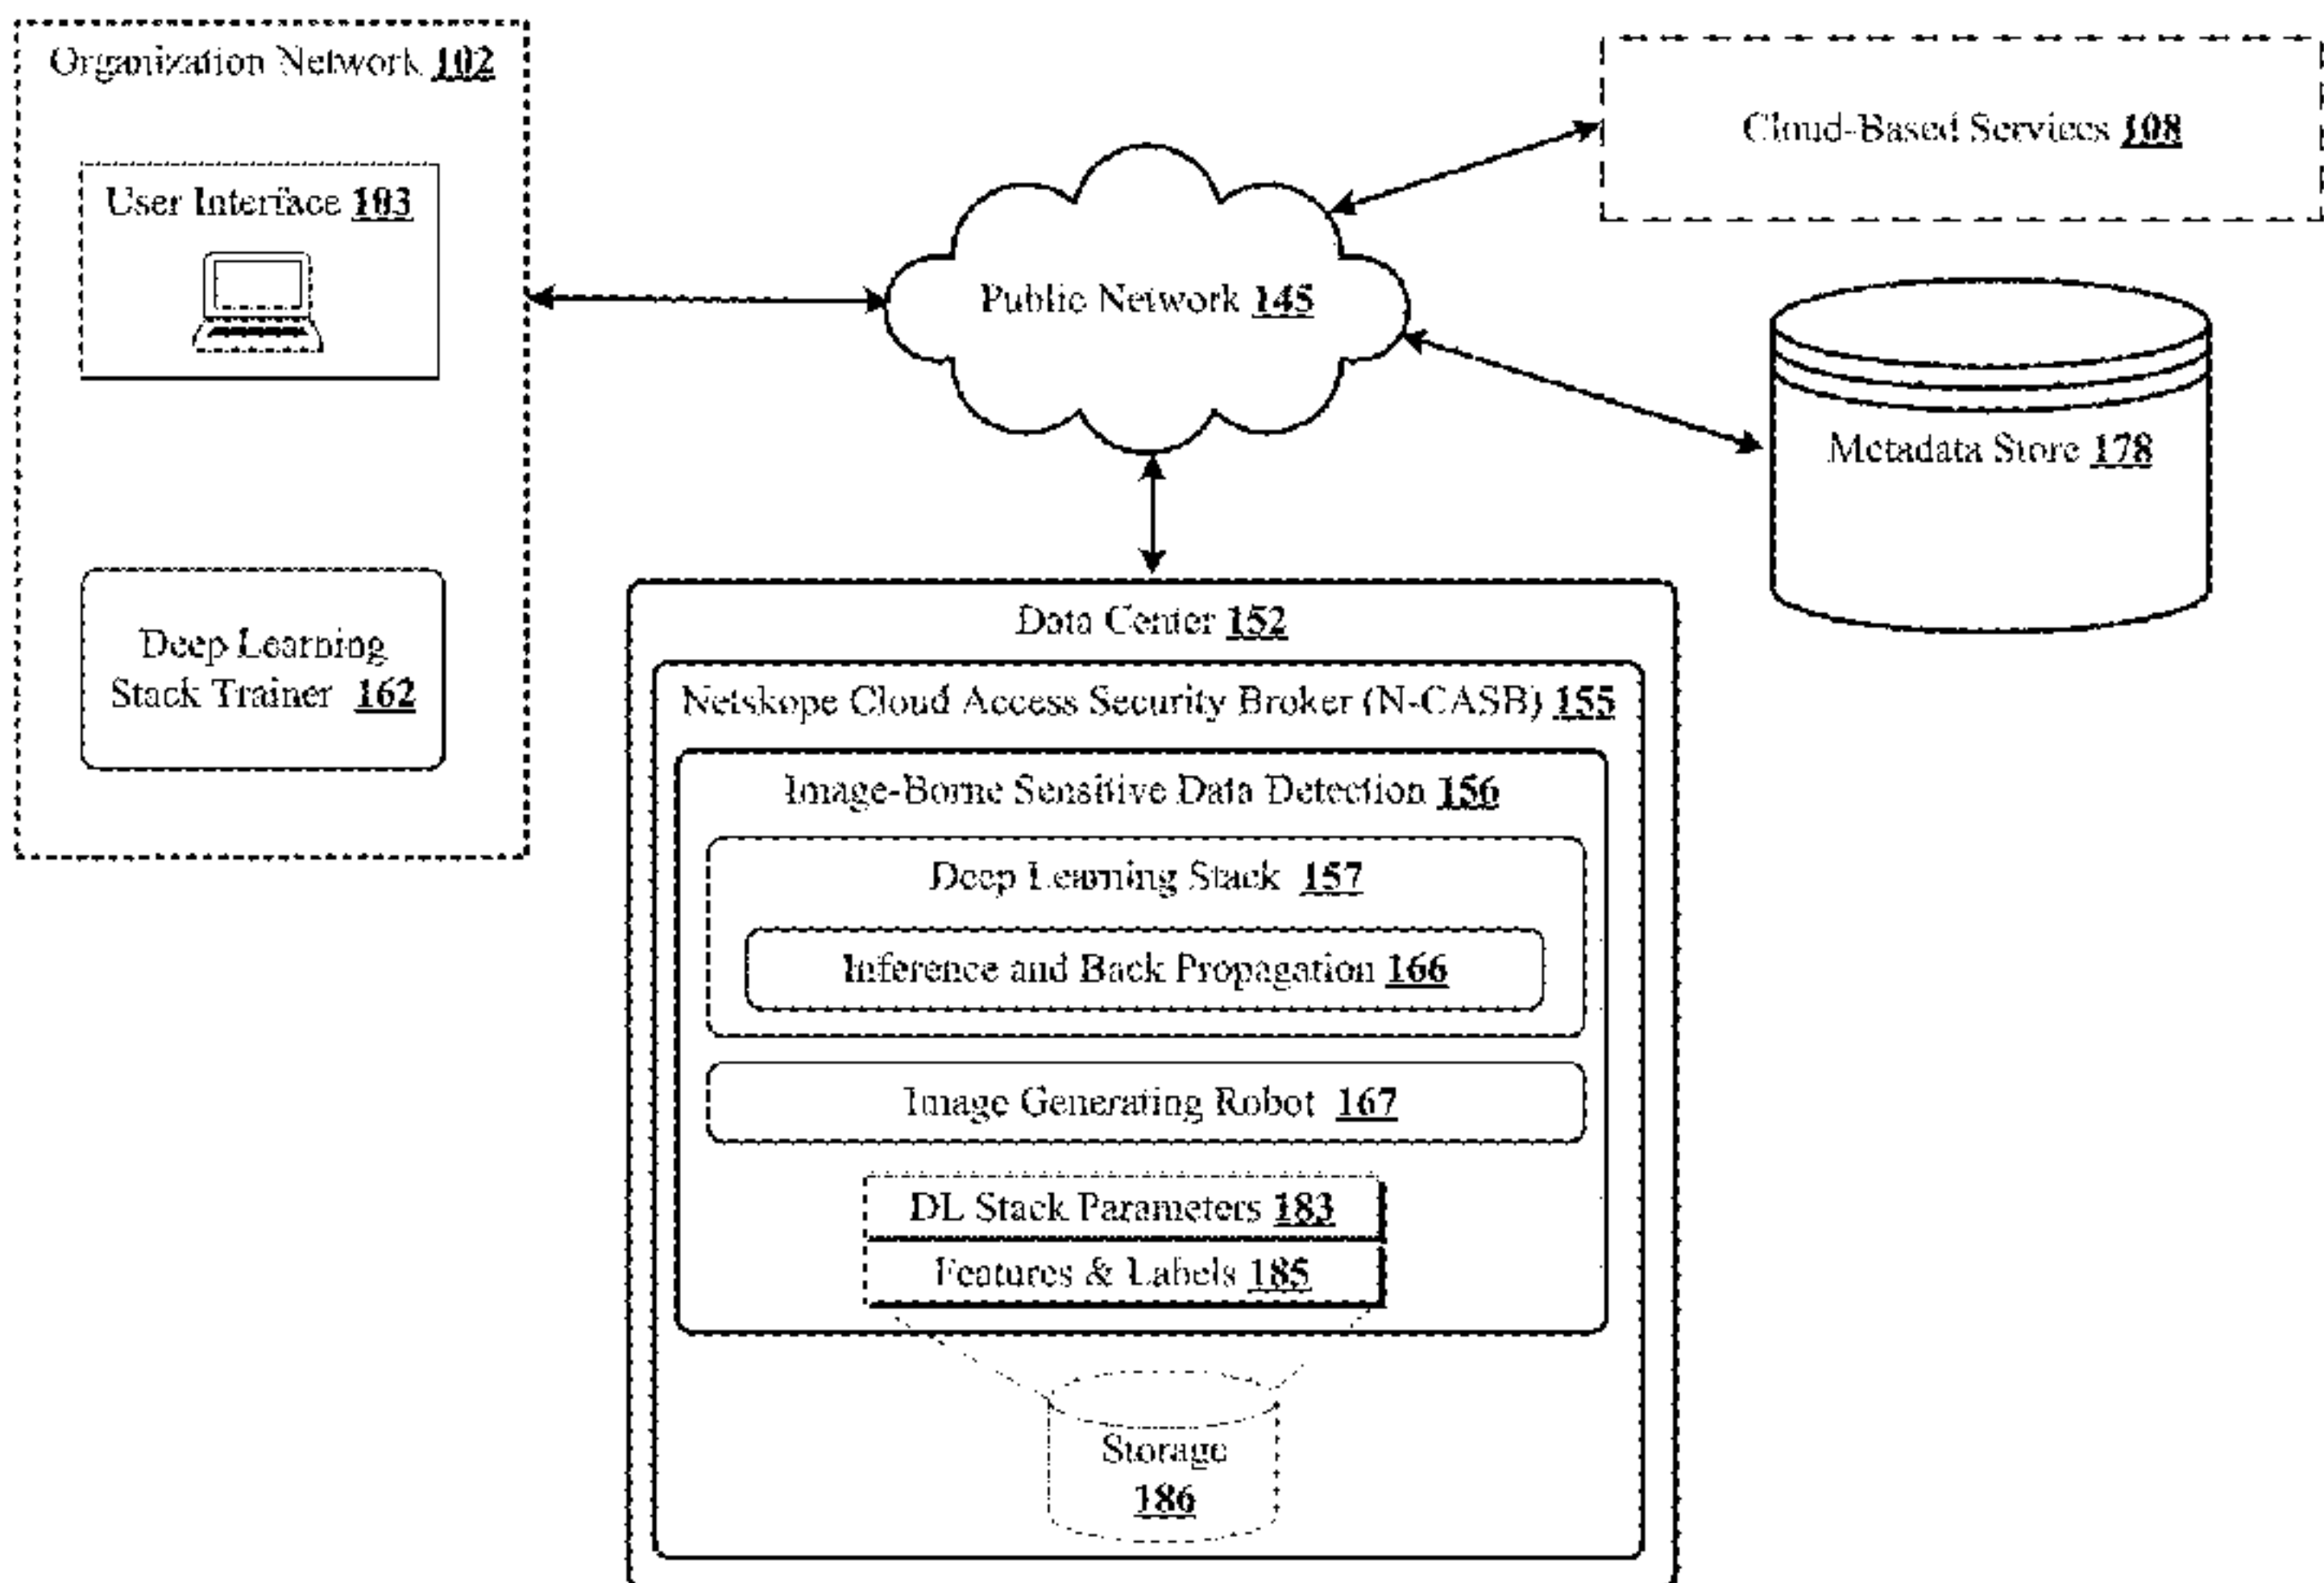 Organization Network 102
User Interface 103
Deep Learning
Stack Trainer 162
Public Network 145
Cloud-Based Services 108
Metadata Store 178
Data Center 152
Netskope Cloud Access Security Broker (N-CASB) 155
Image-Borne Sensitive Data Detection 156
Deep Learning Stack 157
Inference and Back Propagation 166
Image Generating Robot 167
DL Stack Parameters 183
Features & Labels 185
Storage
186